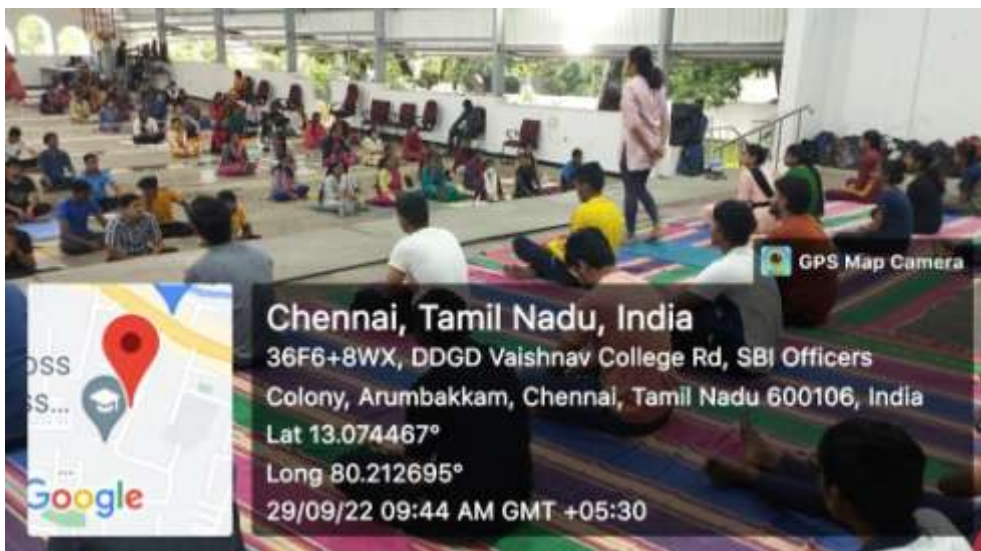 GPS Map Camera
Chennai, Tamil Nadu, India
36F6+8WX, DDGD Vaishnav College Rd, SBI Officers
Colony, Arumbakkam, Chennai, Tamil Nadu 600106, India
Lat 13.074467°
Long 80.212695°
29/09/22 09:44 AM GMT +05:30
OSS
SS...
...
Google